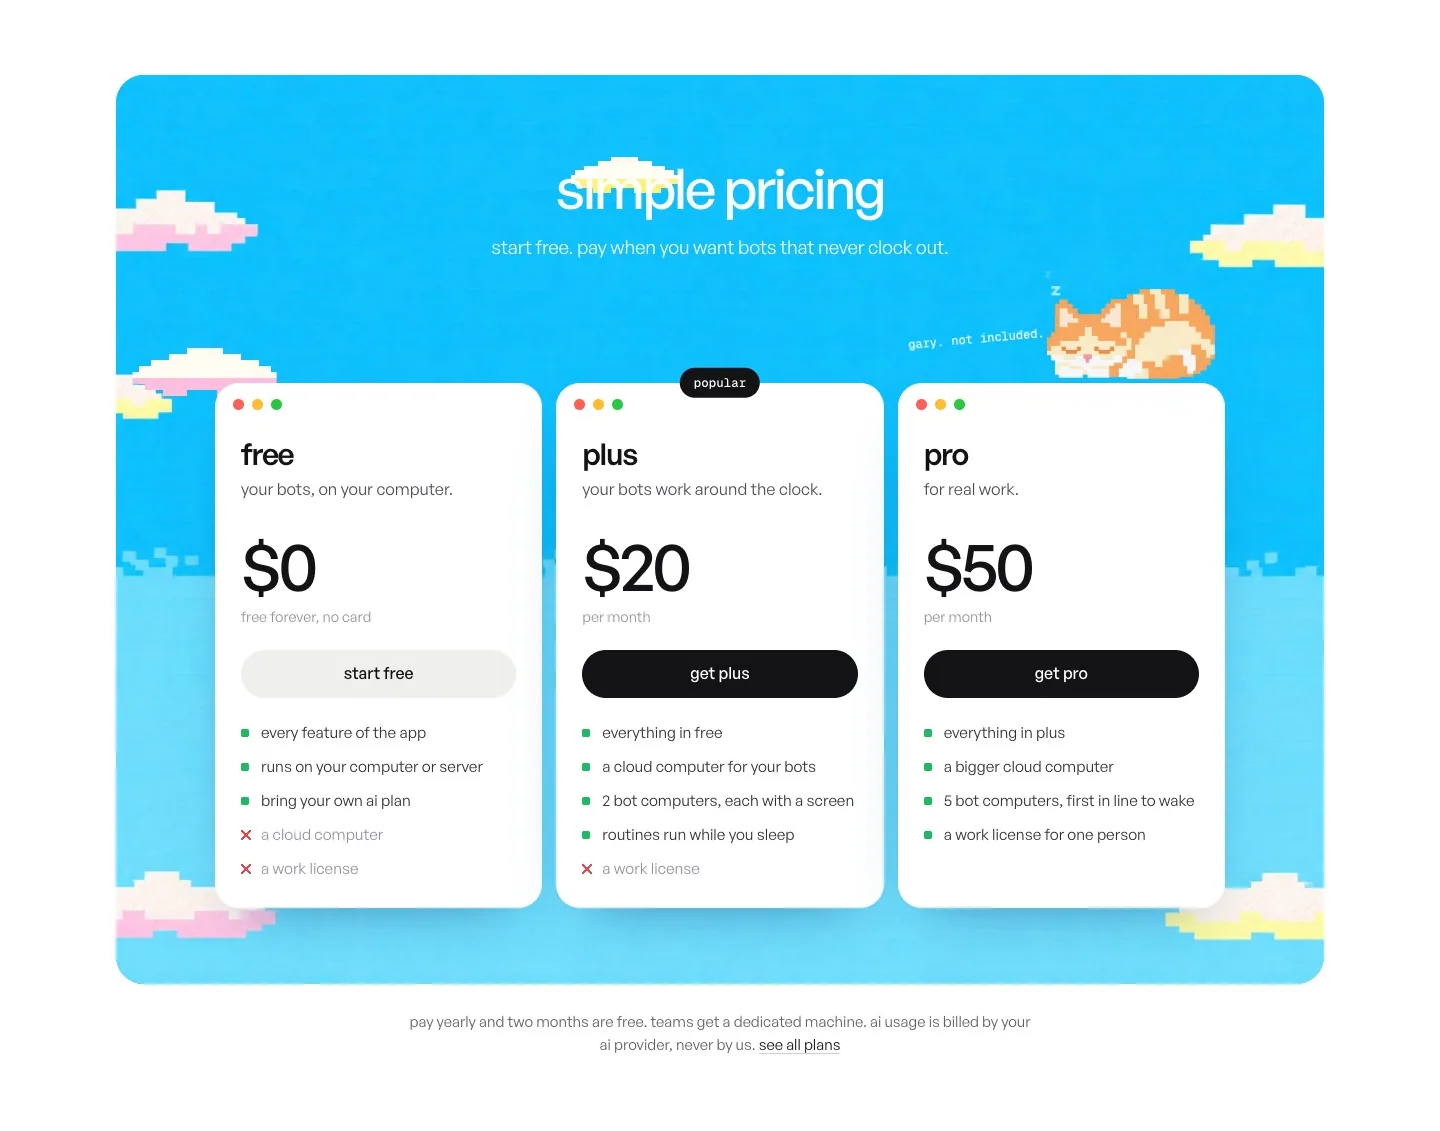 simple pricing
start free. pay when you want bots that never clock out.
z
z
gary. not included.
popular
free
your bots, on your computer.
$0
free forever, no card
start free
every feature of the app
runs on your computer or server
bring your own ai plan
a cloud computer
a work license
plus
your bots work around the clock.
$20
per month
get plus
everything in free
a cloud computer for your bots
2 bot computers, each with a screen
routines run while you sleep
a work license
pro
for real work.
$50
per month
get pro
everything in plus
a bigger cloud computer
5 bot computers, first in line to wake
a work license for one person
pay yearly and two months are free. teams get a dedicated machine. ai usage is billed by your
ai provider, never by us. see all plans